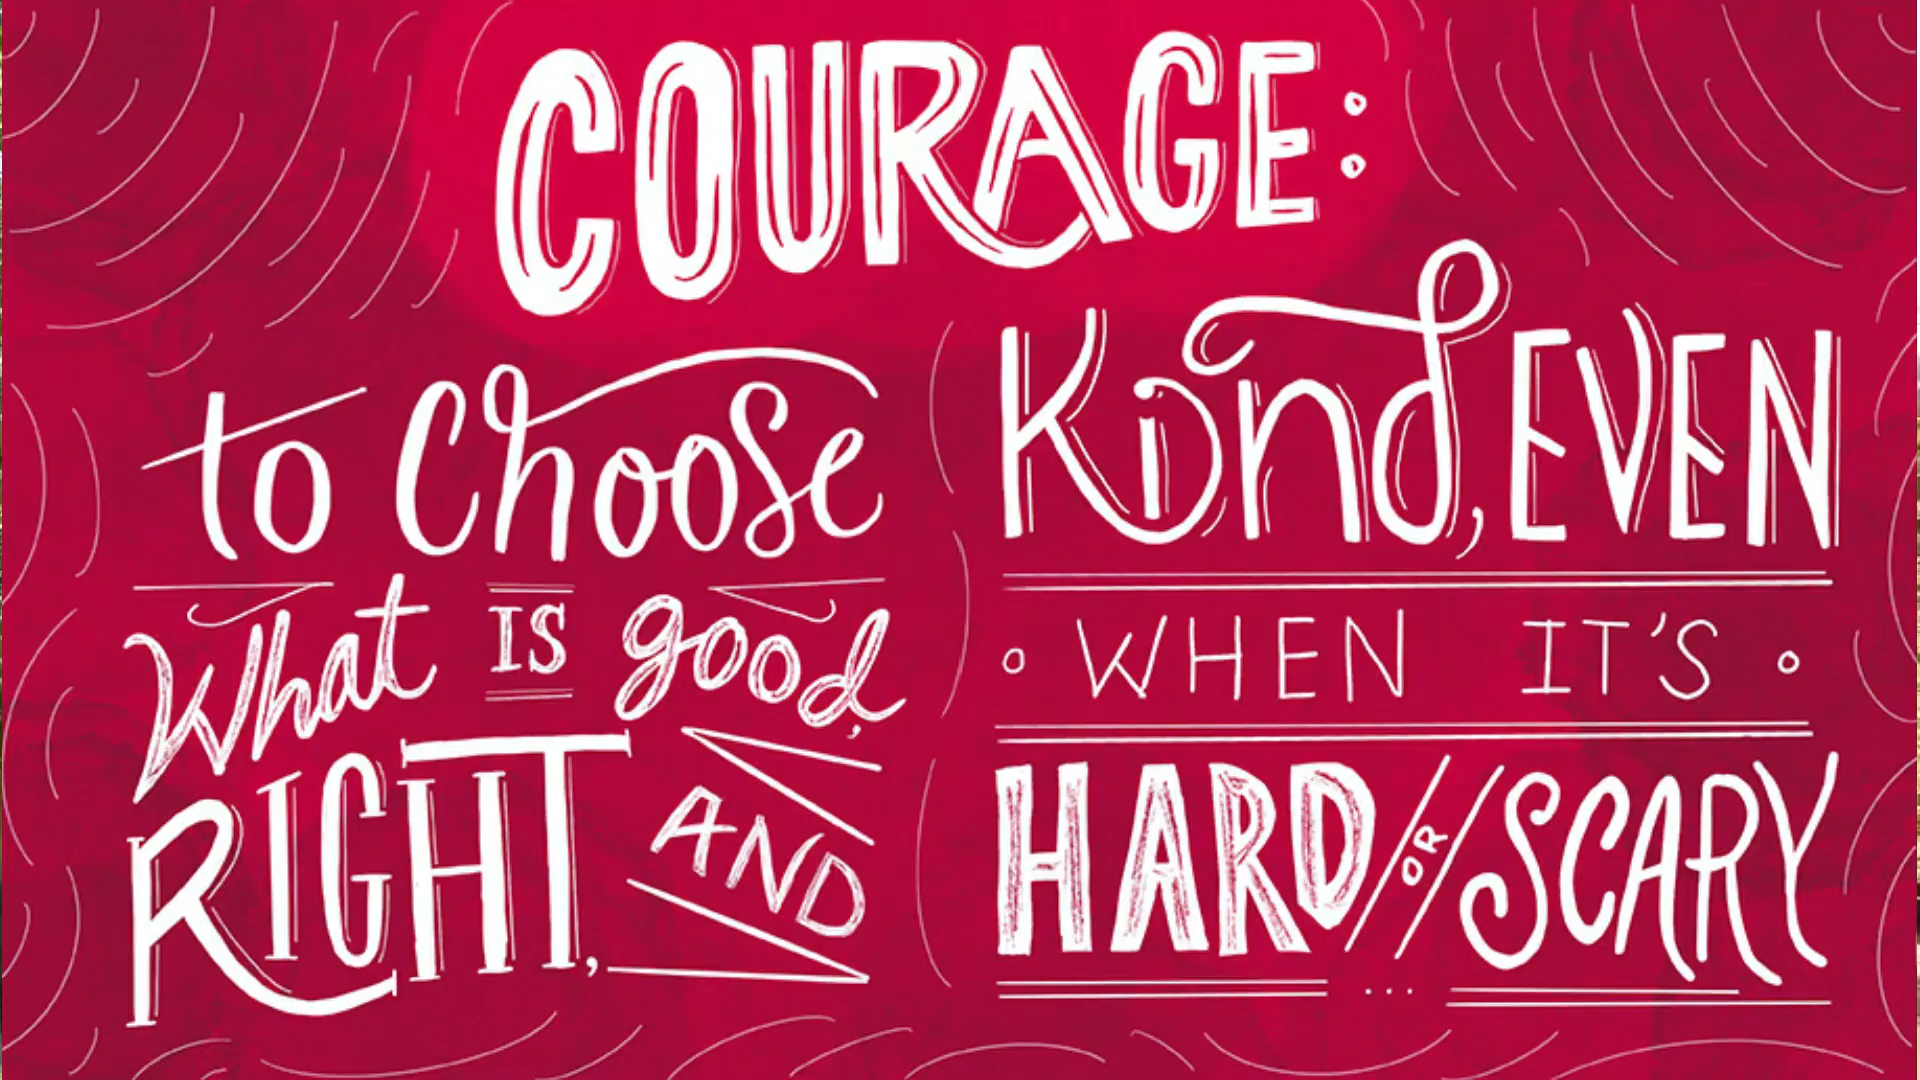 COURAGE:
to Choose
What IS good,
RIGHT, AND
Kind, EVEN
WHEN IT'S
HARD OR SCARY
...